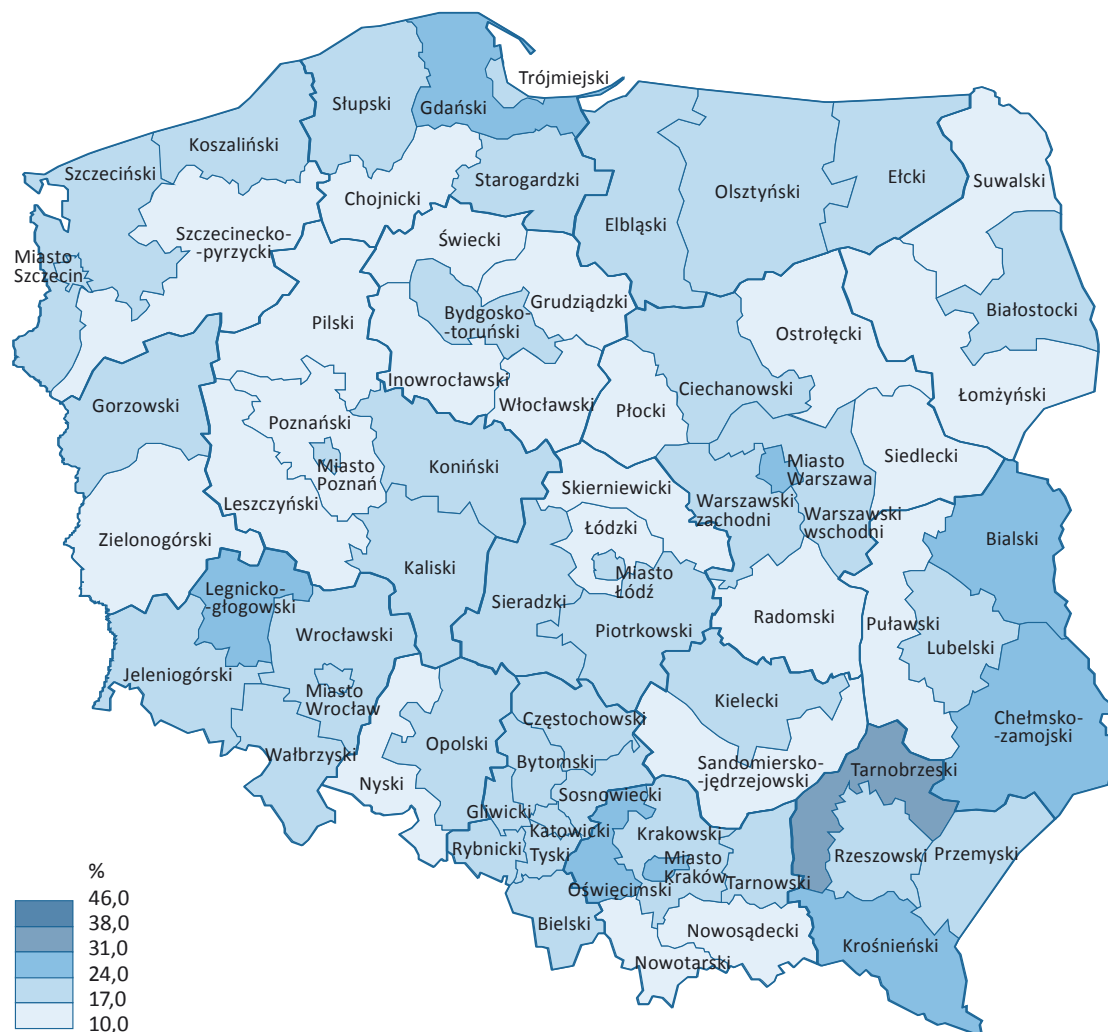 Trójmiejski
Słupski
Gdański
Koszaliński
Szczeciński
Starogardzki
Chojnicki
Olsztyński
Ełcki
Suwalski
Elbląski
Szczecinecko-
-pyrzycki
Świecki
Miasto
Szczecin
Grudziądzki
Bydgosko-
-toruński
Pilski
Białostocki
Ostrołęcki
Inowrocławski
Ciechanowski
Łomżyński
Gorzowski
Włocławski
Płocki
Poznański
Miasto
Poznań
Koniński
Siedlecki
Miasto
Warszawa
Skierniewicki
Leszczyński
Warszawski
zachodni
Warszawski
wschodni
Łódzki
Zielonogórski
Bialski
Kaliski
Miasto
Łódź
Legnicko-
-głogowski
Sieradzki
Radomski
Puławski
Wrocławski
Piotrkowski
Lubelski
Jeleniogórski
Miasto
Wrocław
Kielecki
Częstochowski
Chełmsko-
-zamojski
Opolski
Wałbrzyski
Bytomski
Sandomiersko-
-jędrzejowski
Tarnobrzeski
Nyski
Sosnowiecki
Gliwicki
Katowicki
Krakowski
Rybnicki
Tyski
Miasto
Kraków
Rzeszowski
Przemyski
Oświęcimski
Tarnowski
Bielski
Nowosądecki
Krośnieński
Nowotarski
%
46,0
38,0
31,0
24,0
17,0
10,0